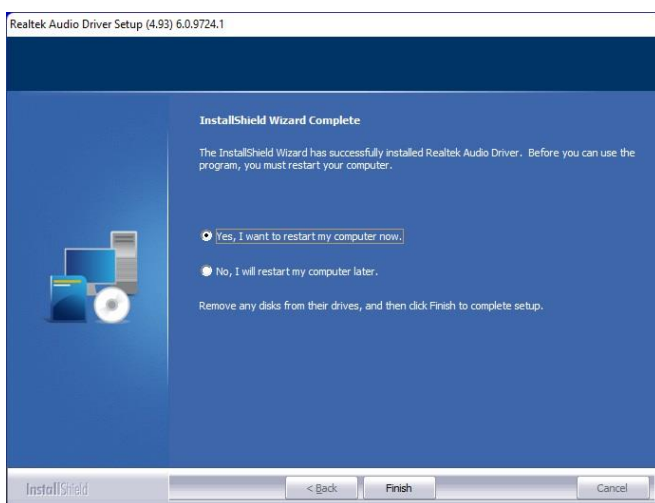 Realtek Audio Driver Setup (4.93) 6.0.9724.1
InstallShield Wizard Complete
The InstallShield Wizard has successfully installed Realtek Audio Driver. Before you can use the
program, you must restart your computer.
Yes, I want to restart my computer now.
No, I will restart my computer later.
Remove any disks from their drives, and then click Finish to complete setup.
InstallShield
< Back
Finish
Cancel